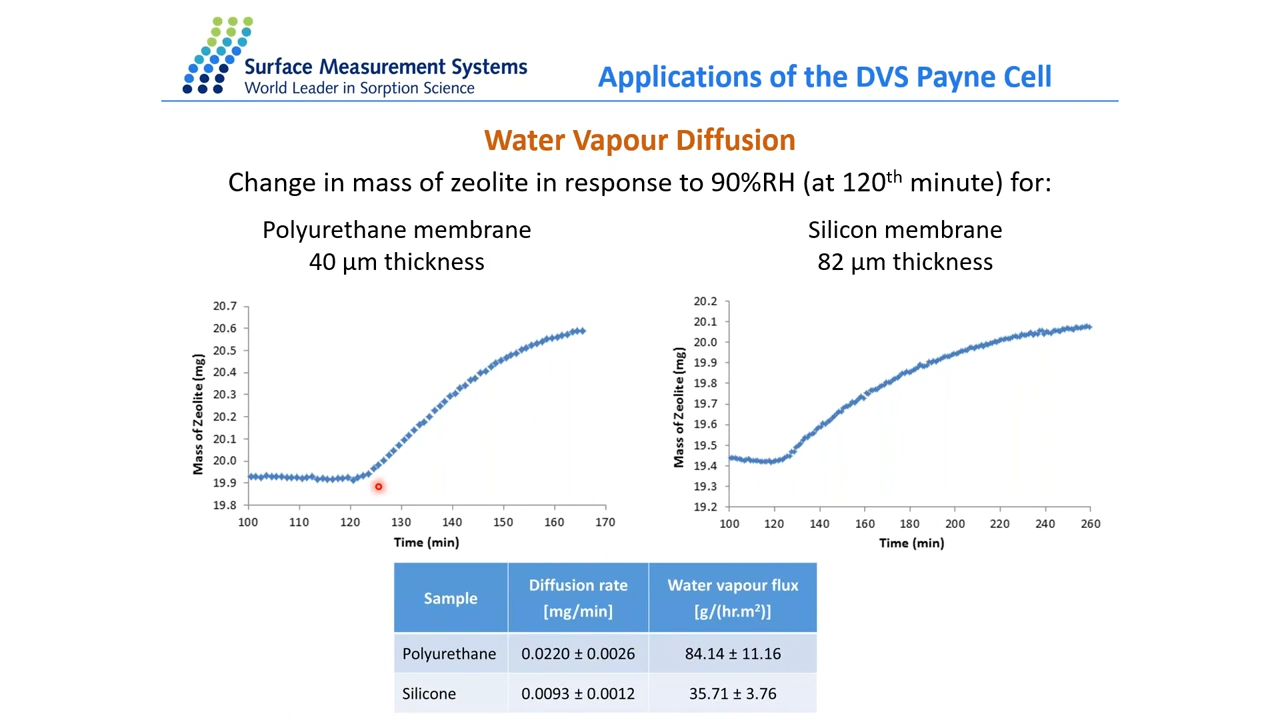 Surface Measurement Systems
World Leader in Sorption Science
Applications of the DVS Payne Cell
Water Vapour Diffusion
Change in mass of zeolite in response to 90%RH (at 120th minute) for:
Polyurethane membrane
40 µm thickness
Silicon membrane
82 µm thickness
Mass of Zeolite (mg)
20.7
20.6
20.5
20.4
20.3
20.2
20.1
20.0
19.9
19.8
100 110 120 130 140 150 160 170
Time (min)
Mass of Zeolite (mg)
20.2
20.1
20.0
19.9
19.8
19.7
19.6
19.5
19.4
19.3
19.2
100 120 140 160 180 200 220 240 260
Time (min)
Sample Diffusion rate [mg/min] Water vapour flux [g/(hr.m²)]
Polyurethane 0.0220 ± 0.0026 84.14 ± 11.16
Silicone 0.0093 ± 0.0012 35.71 ± 3.76